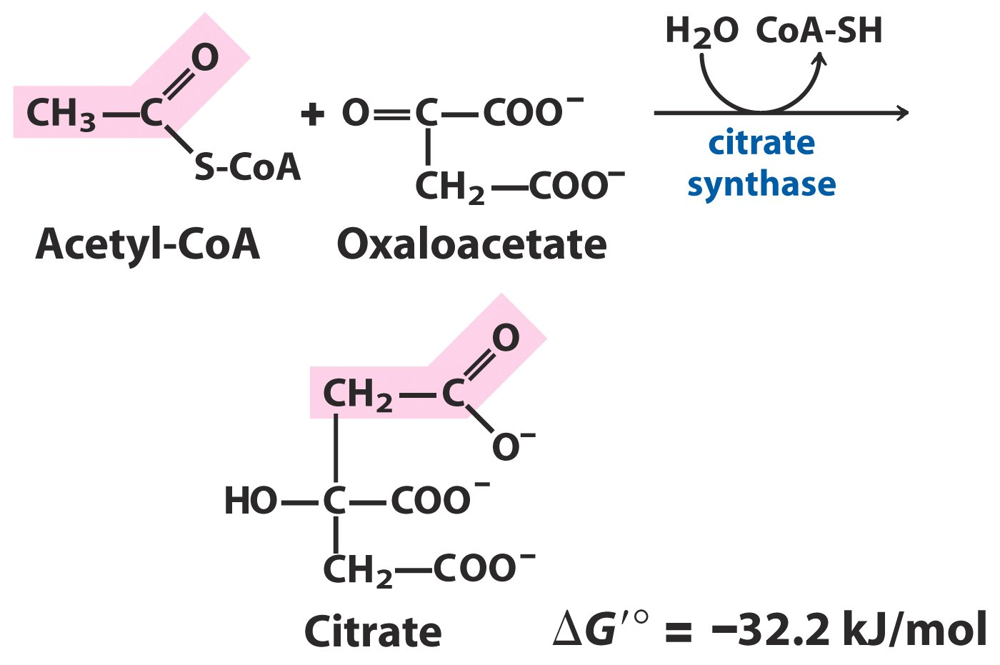 H₂O CoA-SH
O
CH₃—C + O=C—COO⁻
S-CoA
citrate
CH₂—COO⁻
synthase
Acetyl-CoA Oxaloacetate
O
CH₂—C
O⁻
HO—C—COO⁻
CH₂—COO⁻
Citrate ΔG′° = −32.2 kJ/mol